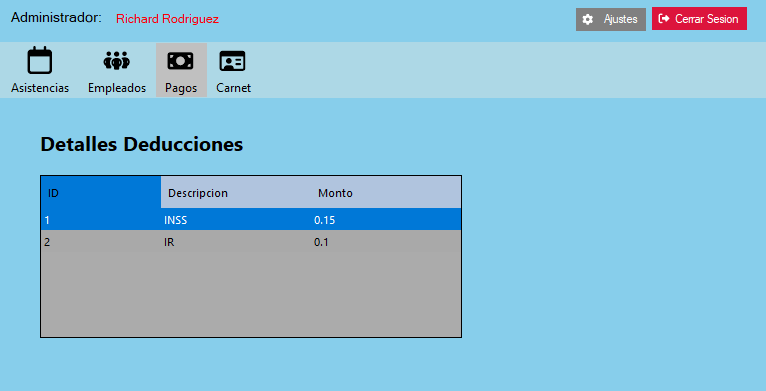 Administrador: Richard Rodriguez Ajustes Cerrar Sesion
Asistencias Empleados Pagos Carnet
Detalles Deducciones
ID Descripcion Monto
1 INSS 0.15
2 IR 0.1